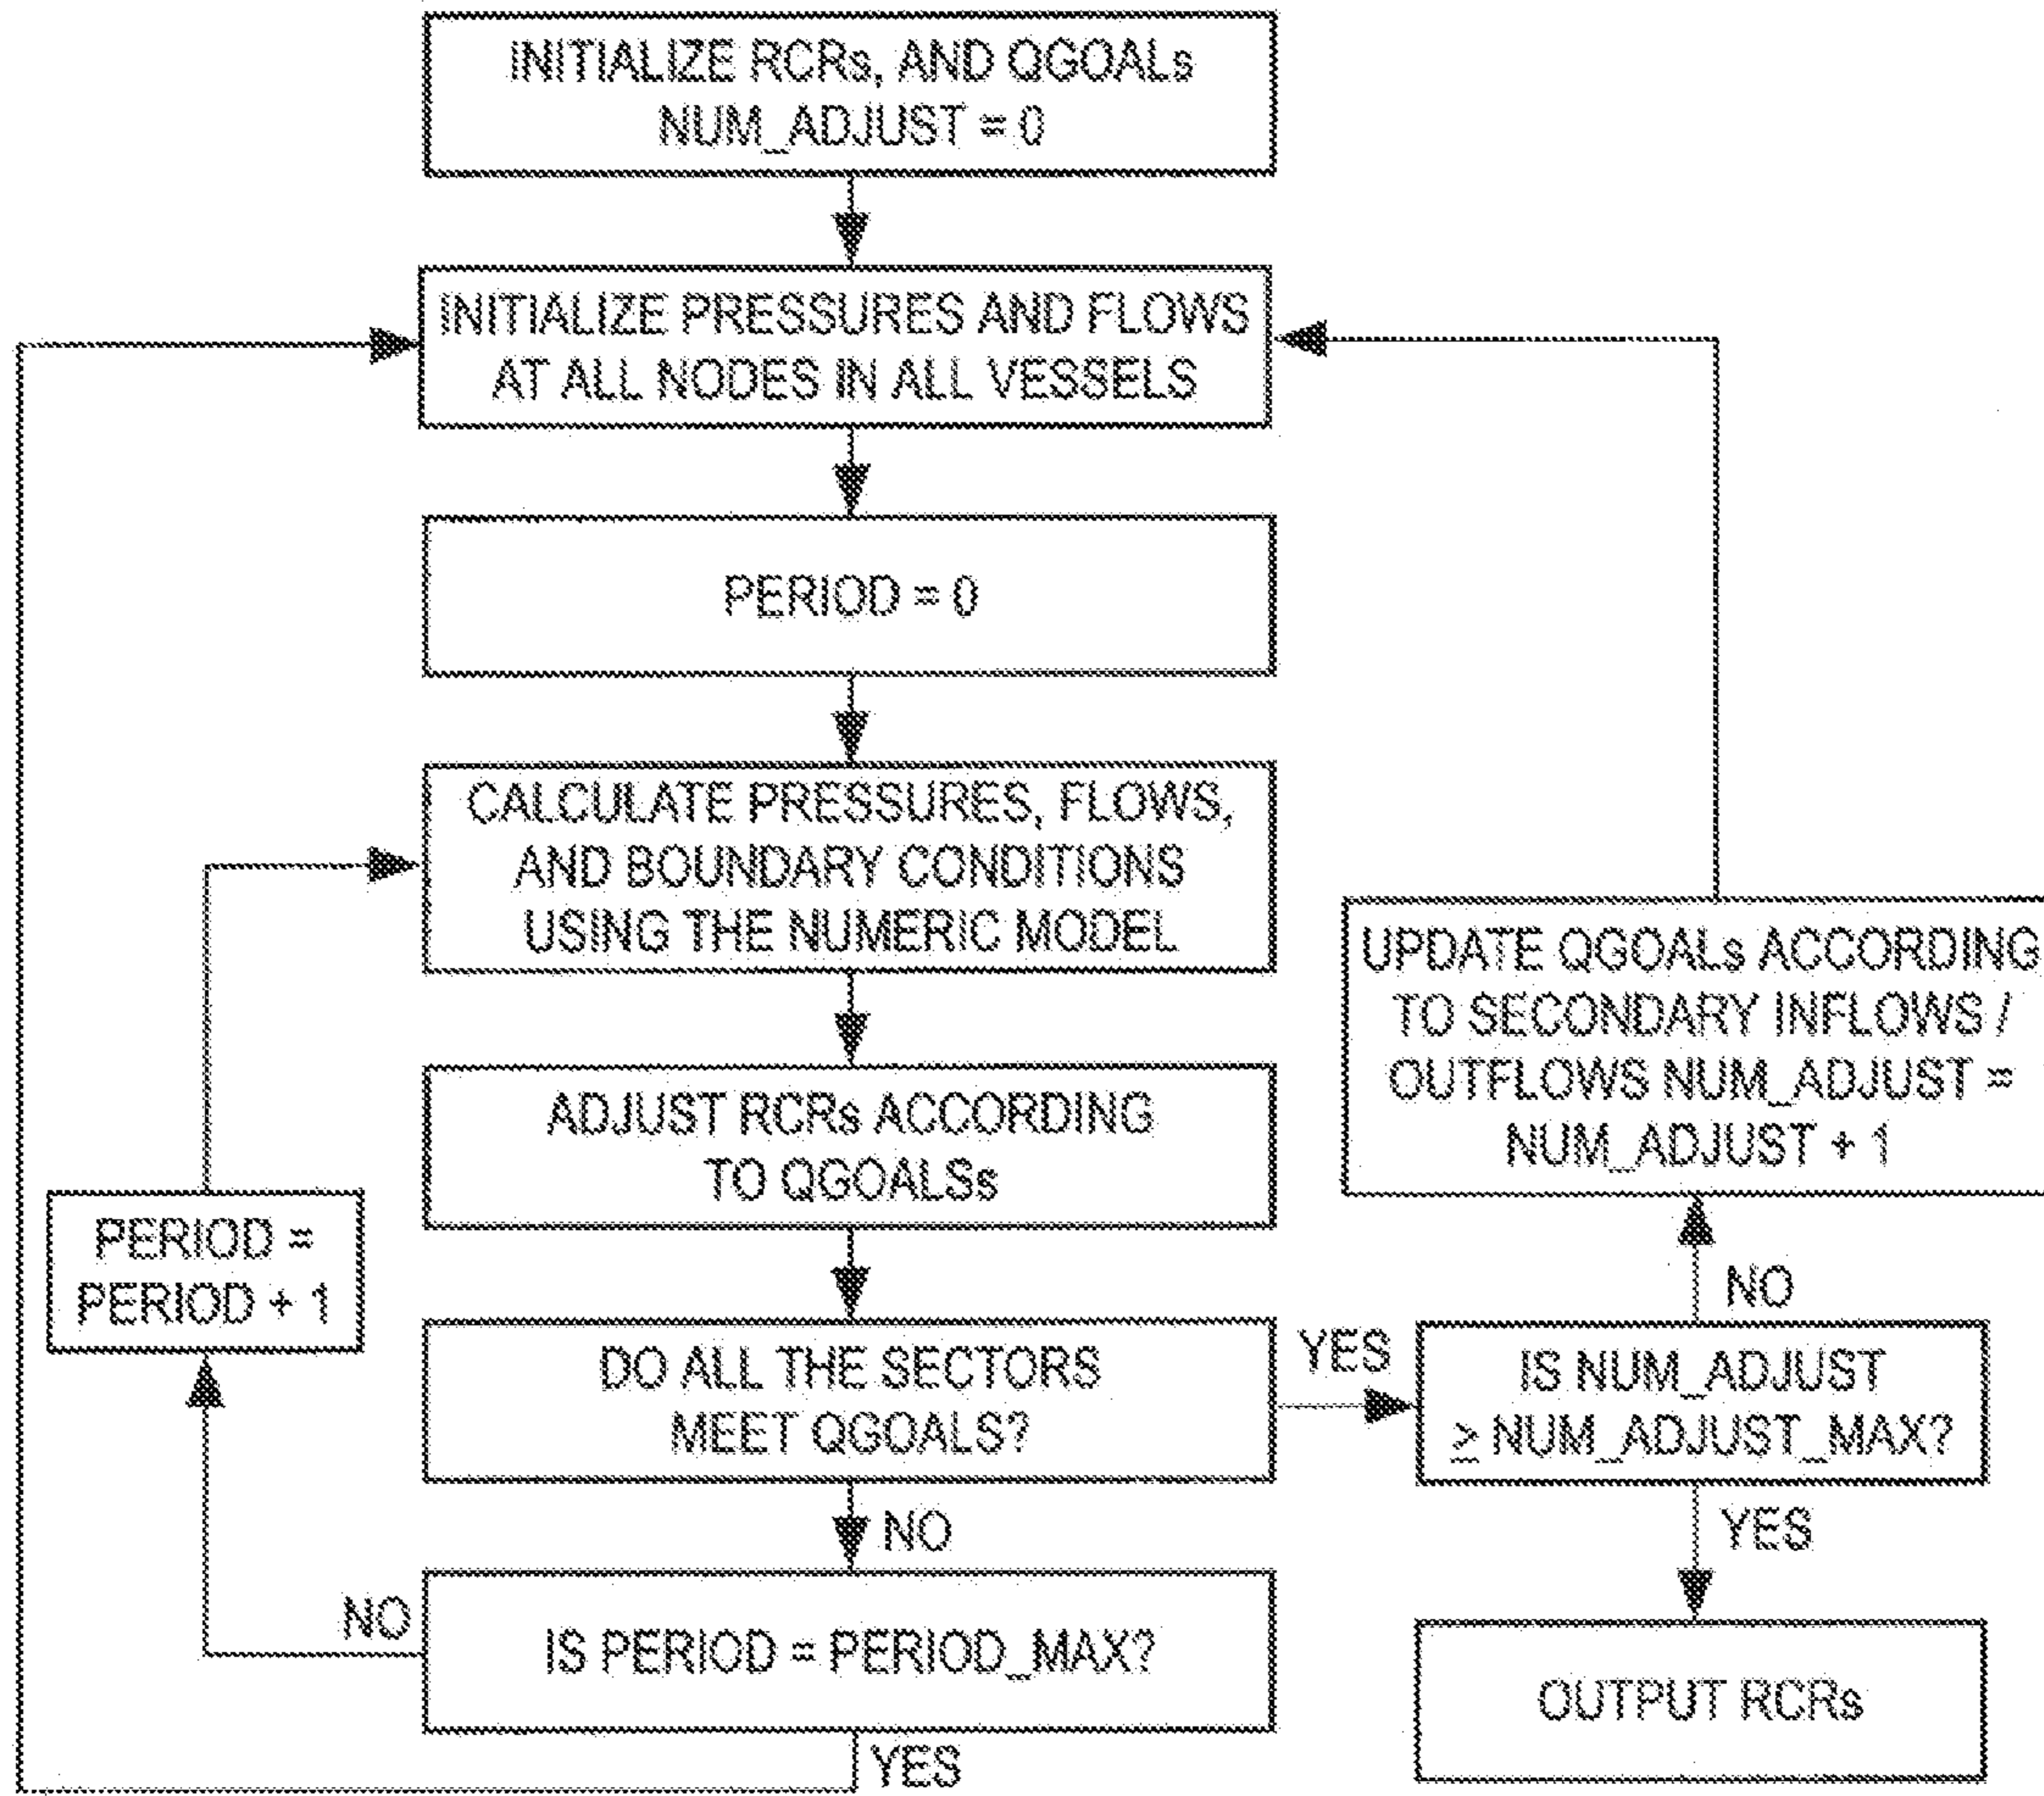 INITIALIZE RCRs, AND QGOALs
NUM_ADJUST = 0
INITIALIZE PRESSURES AND FLOWS
AT ALL NODES IN ALL VESSELS
PERIOD = 0
CALCULATE PRESSURES, FLOWS,
AND BOUNDARY CONDITIONS
USING THE NUMERIC MODEL
ADJUST RCRs ACCORDING
TO QGOALSs
DO ALL THE SECTORS
MEET QGOALS?
NO
IS PERIOD = PERIOD_MAX?
YES
NO
PERIOD =
PERIOD + 1
YES
IS NUM_ADJUST
≥ NUM_ADJUST_MAX?
NO
UPDATE QGOALs ACCORDING
TO SECONDARY INFLOWS /
OUTFLOWS NUM_ADJUST =
NUM_ADJUST + 1
YES
OUTPUT RCRs